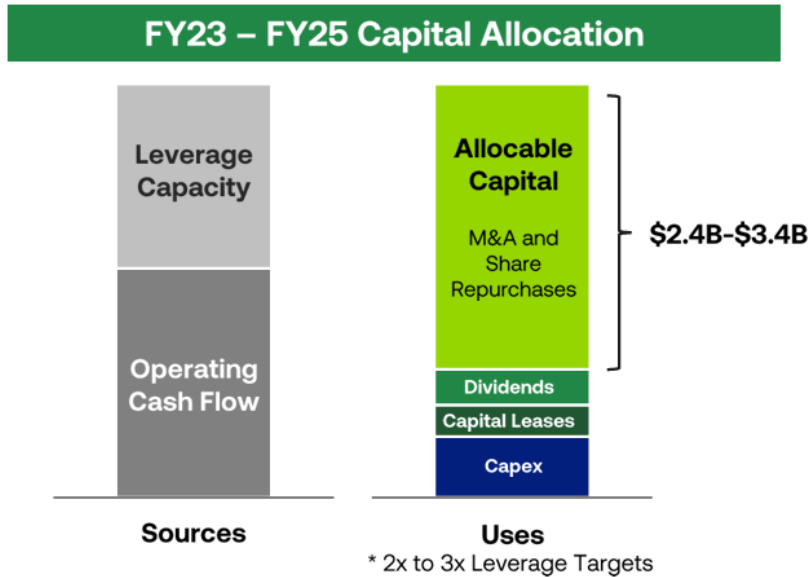 FY23 – FY25 Capital Allocation
Leverage
Capacity
Operating
Cash Flow
Sources
Allocable
Capital
M&A and
Share
Repurchases
$2.4B-$3.4B
Dividends
Capital Leases
Capex
Uses
* 2x to 3x Leverage Targets